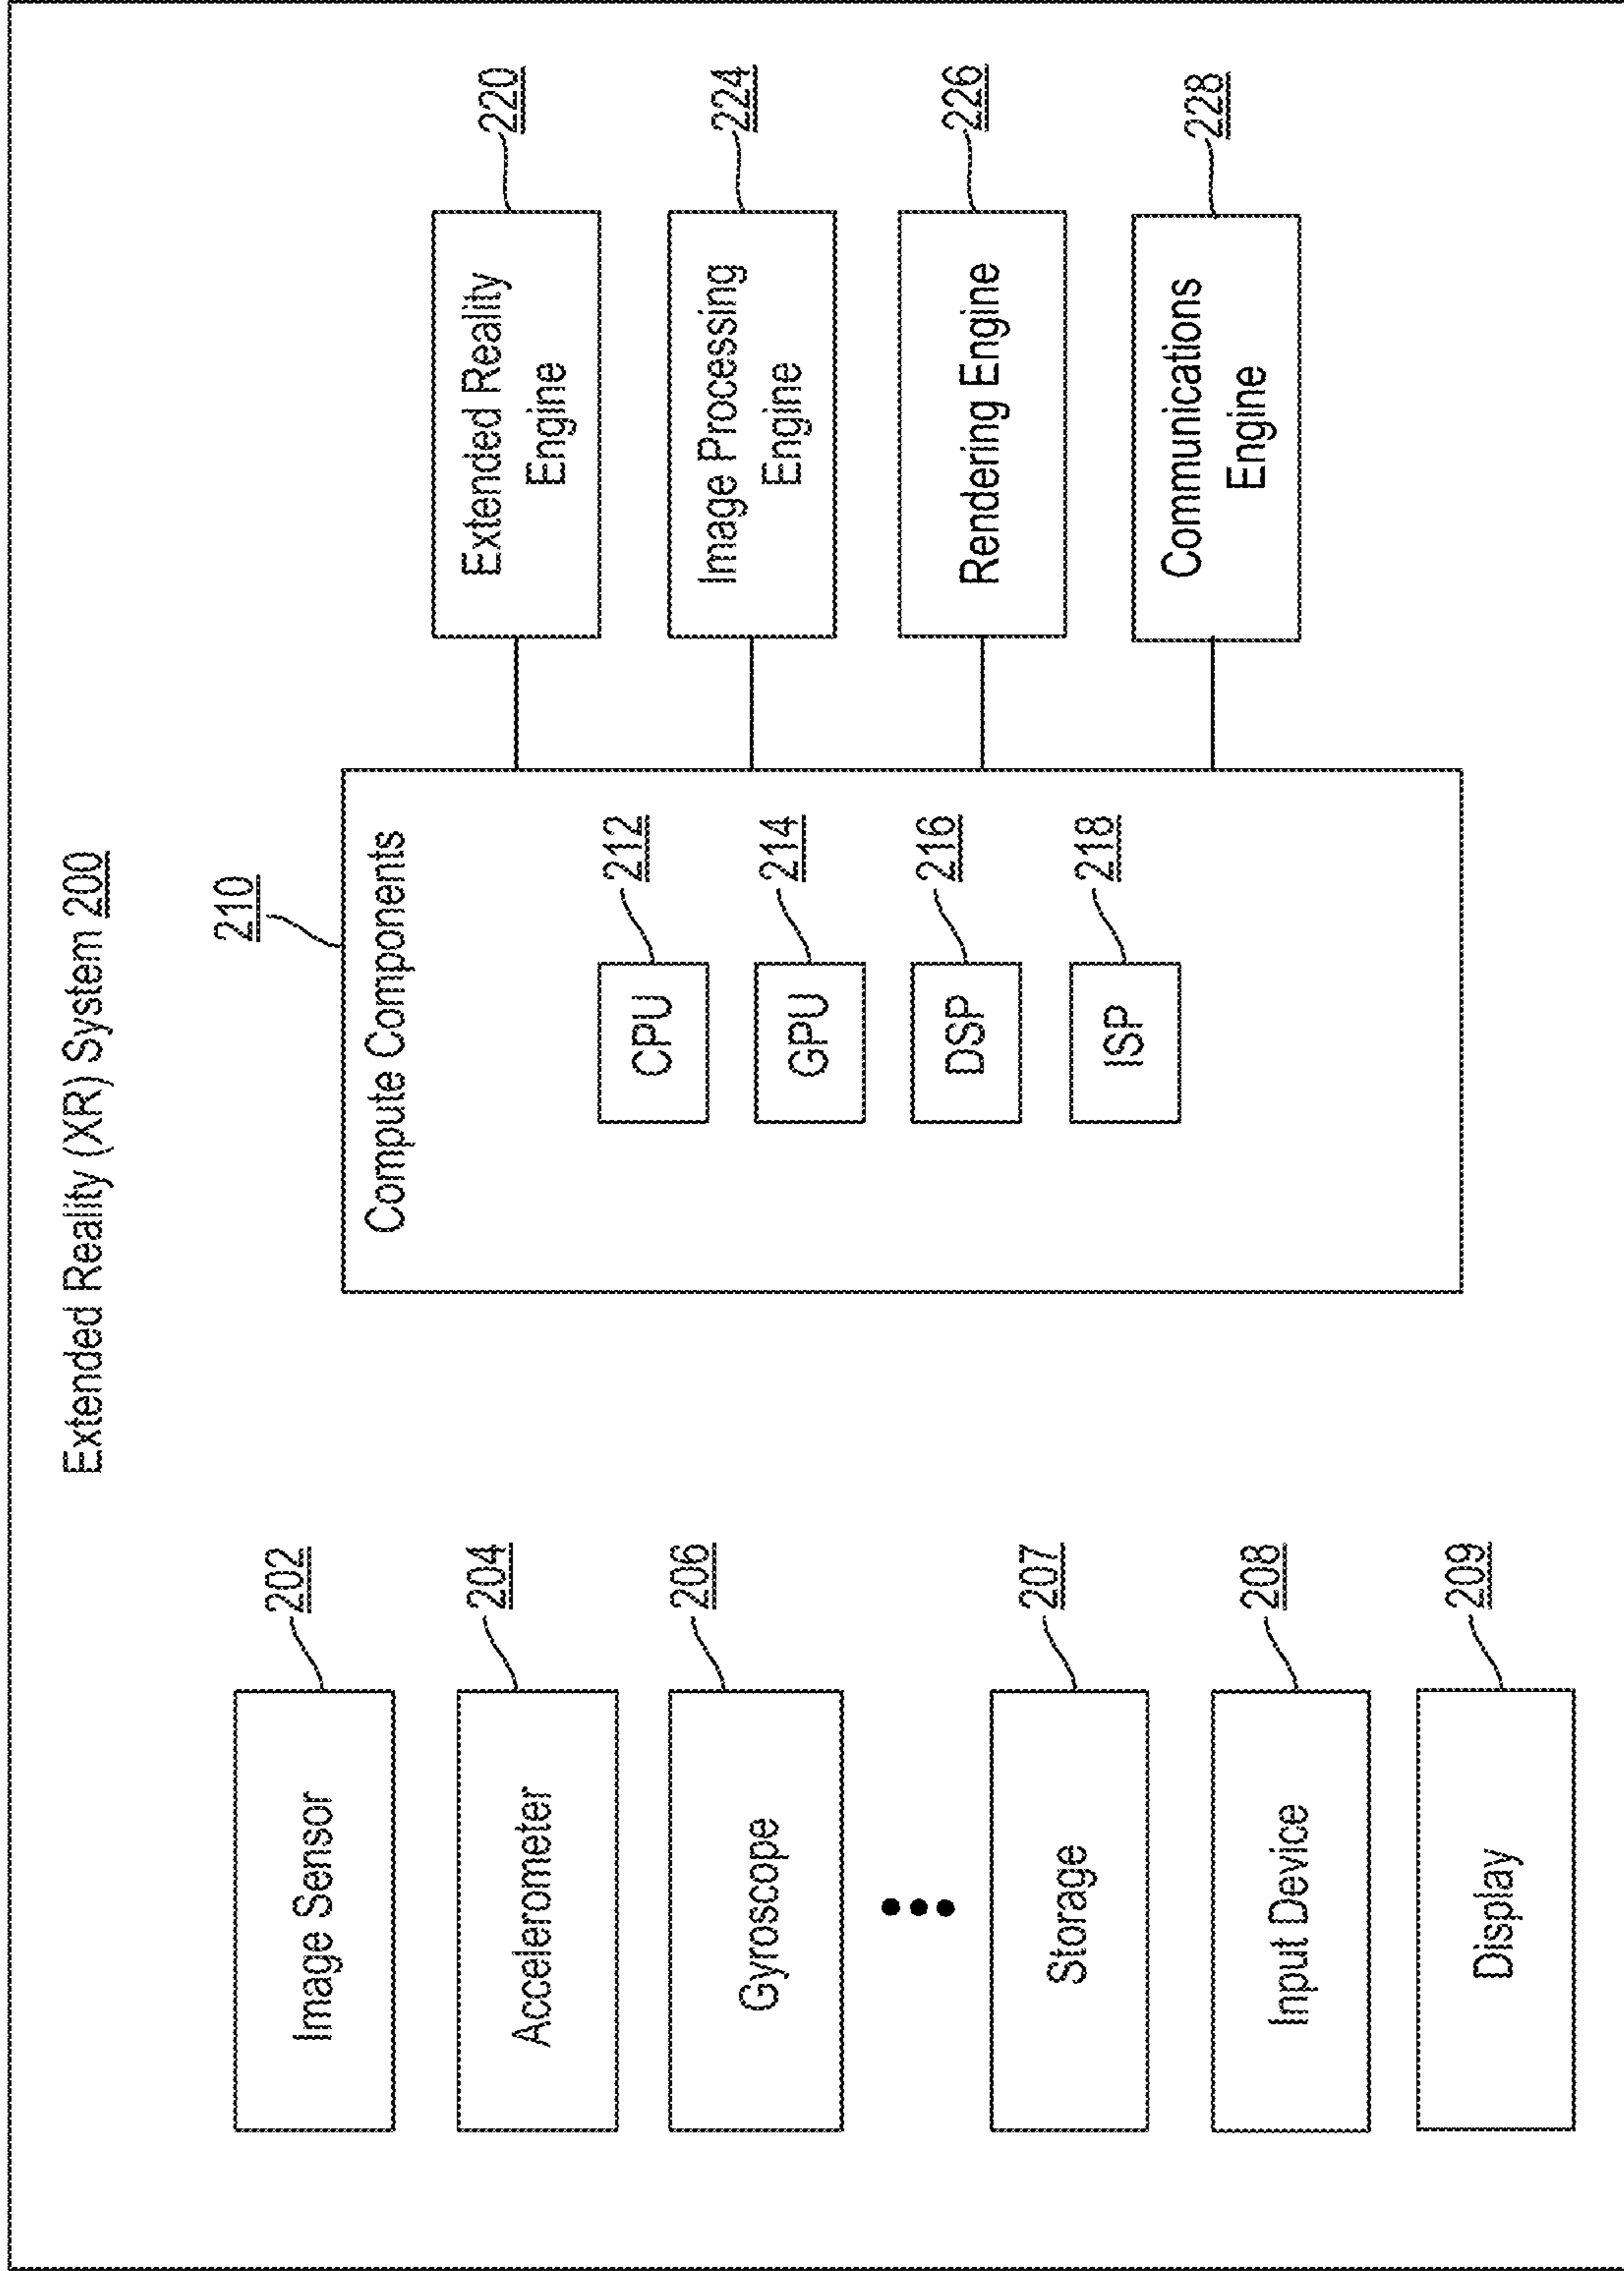 Extended Reality (XR) System 200
Image Sensor
202
Accelerometer
204
Gyroscope
206
Storage
207
Input Device
208
Display
209
210
Compute Components
CPU
212
GPU
214
DSP
216
ISP
218
Extended Reality
Engine
220
Image Processing
Engine
224
Rendering Engine
226
Communications
Engine
228